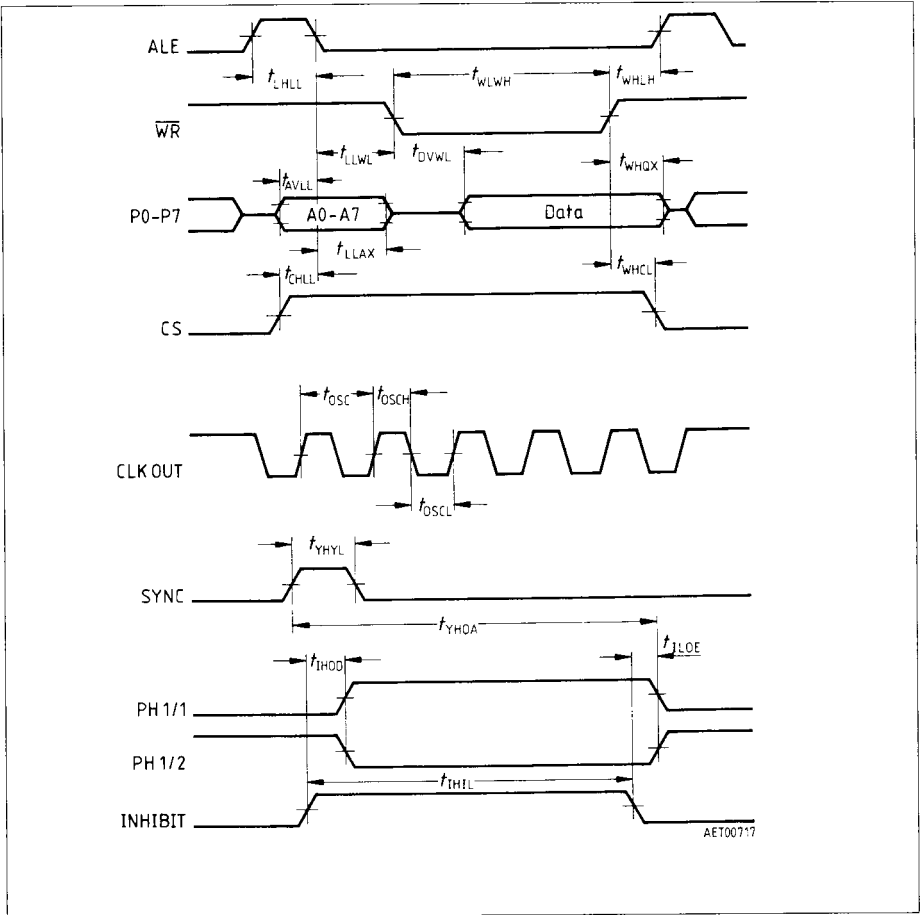 ALE
tLHLL
tWLWH
tWHLH
WR
tLLWL
tDVWL
tWHQX
tAVLL
P0-P7
A0-A7
Data
tLLAX
tWHCL
tCHLL
CS
tOSC
tOSCH
CLK OUT
tOSCL
tYHYL
SYNC
tYHOA
tILOE
tIHOD
PH 1/1
PH 1/2
tIHIL
INHIBIT
AET00717